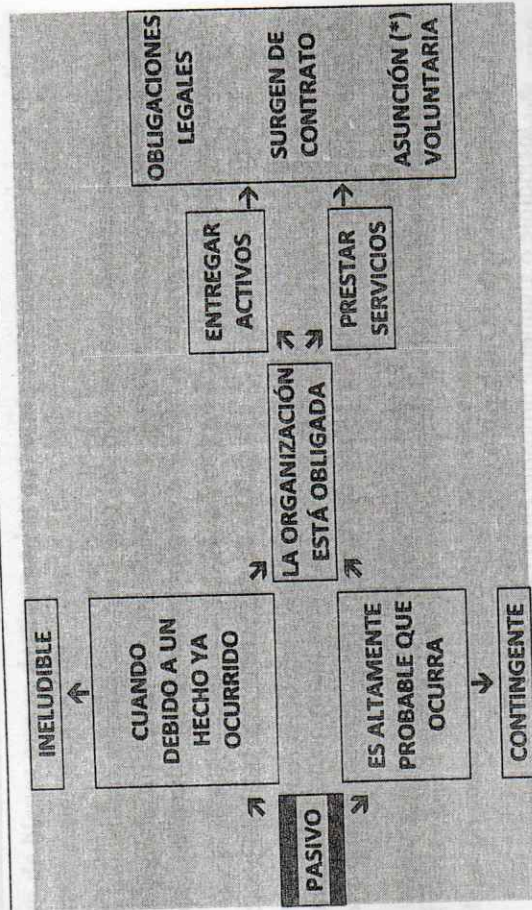 PASIVO
INELUDIBLE
CUANDO
DEBIDO A UN
HECHO YA
OCURRIDO
ES ALTAMENTE
PROBABLE QUE
OCURRA
CONTINGENTE
LA ORGANIZACIÓN
ESTÁ OBLIGADA
ENTREGAR
ACTIVOS
PRESTAR
SERVICIOS
OBLIGACIONES
LEGALES
SURGEN DE
CONTRATO
ASUNCIÓN (*)
VOLUNTARIA